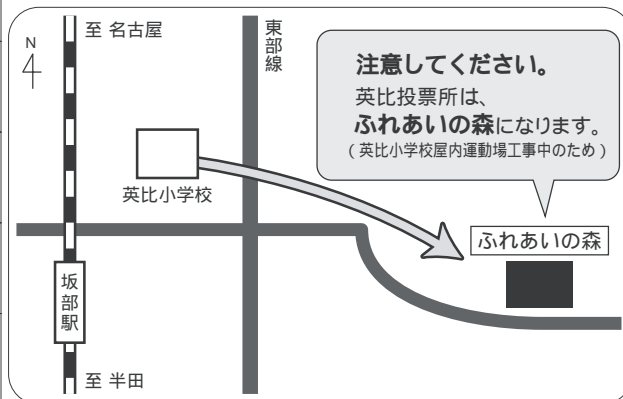 至 名古屋
東部線
N
注意してください。
英比投票所は、
ふれあいの森になります。
(英比小学校屋内運動場工事中のため)
英比小学校
ふれあいの森
坂部駅
至 半田